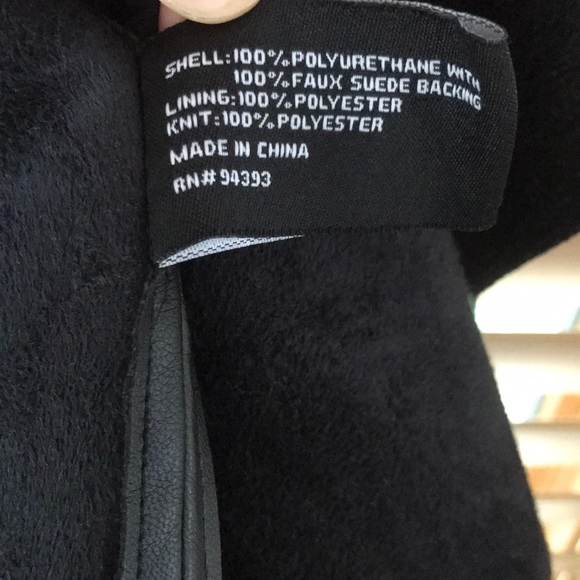 SHELL:100%POLYURETHANE WITH
100%FAUX SUEDE BACKING
LINING:100%POLYESTER
KNIT:100%POLYESTER
MADE IN CHINA
RN# 94393